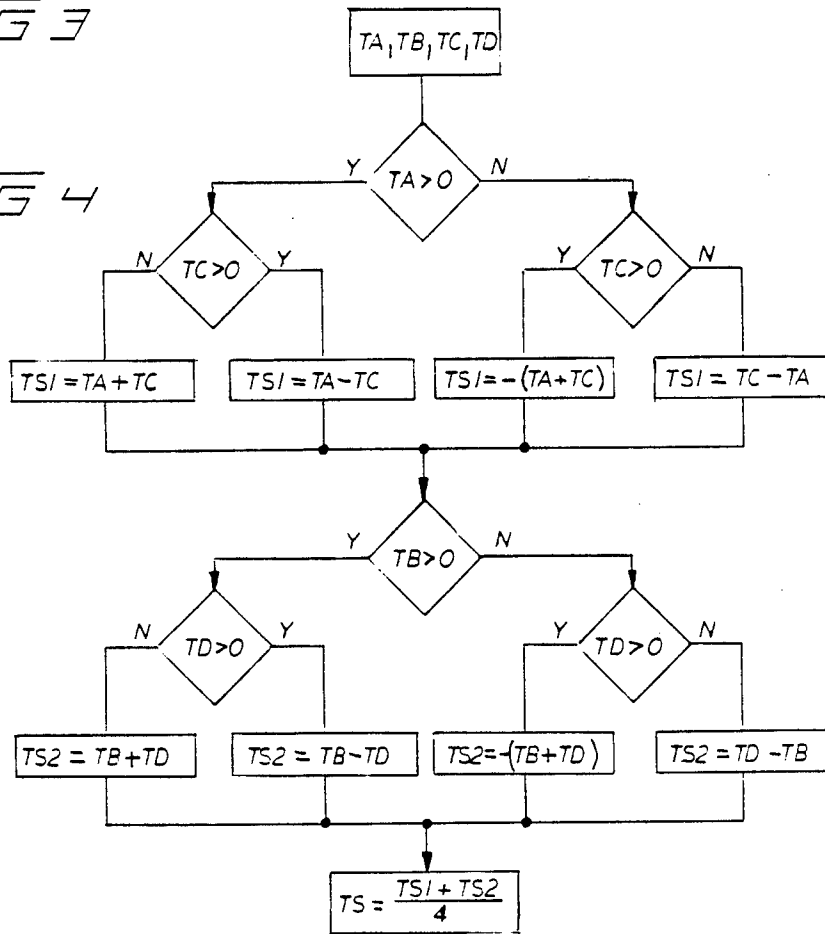 G 3
TA, TB, TC, TD
G 4
Y TA>0 N
N TC>0 Y
Y TC>0 N
TS1 = TA + TC
TS1 = TA - TC
TS1 = -(TA + TC)
TS1 = TC - TA
Y TB>0 N
N TD>0 Y
Y TD>0 N
TS2 = TB + TD
TS2 = TB - TD
TS2 = -(TB + TD)
TS2 = TD - TB
TS = TS1 + TS2
4